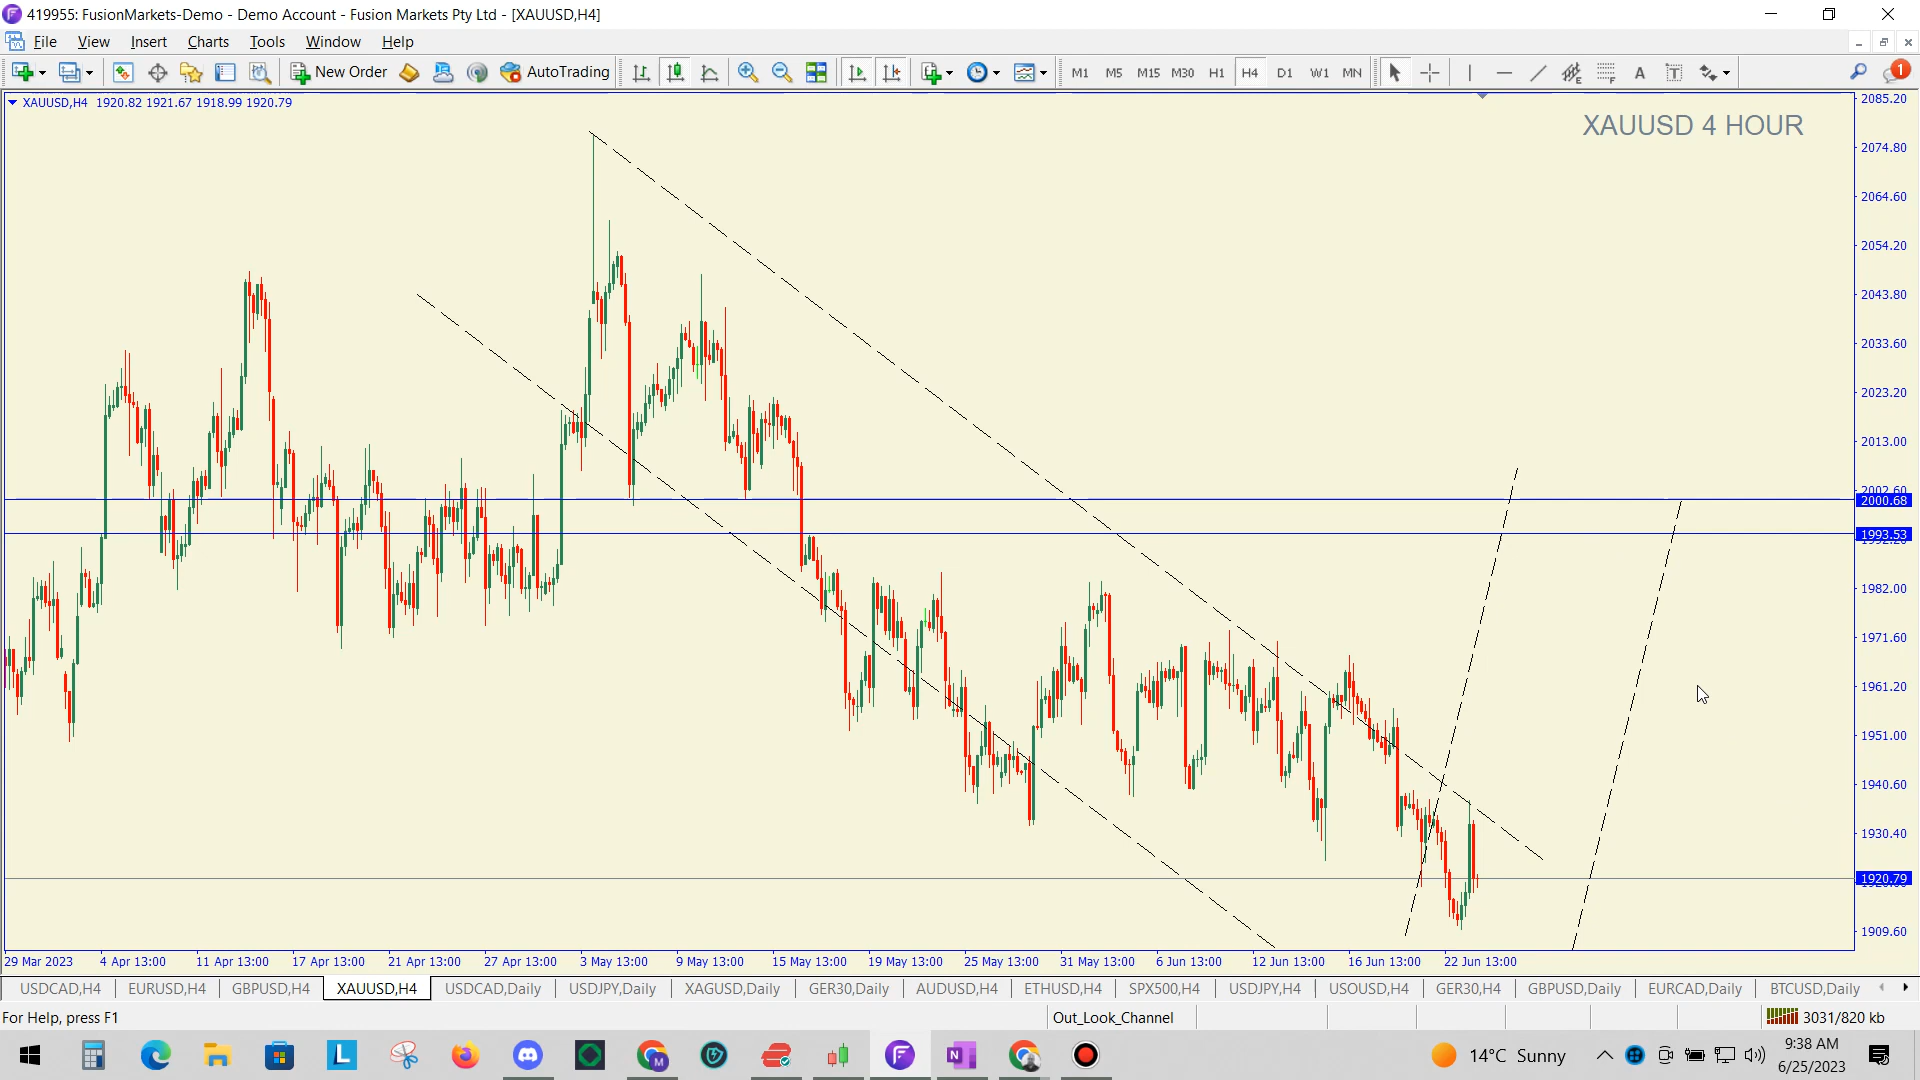 419955: FusionMarkets-Demo - Demo Account - Fusion Markets Pty Ltd - [XAUUSD,H4]
File View Insert Charts Tools Window Help
New Order AutoTrading M1 M5 M15 M30 H1 H4 D1 W1 MN A T 1
XAUUSD,H4 1920.82 1921.67 1918.99 1920.79
XAUUSD 4 HOUR
2085.20
2074.80
2064.60
2054.20
2043.80
2033.60
2023.20
2013.00
2002.60
2000.68
1993.53
1982.00
1971.60
1961.20
1951.00
1940.60
1930.40
1920.79
1909.60
29 Mar 2023 4 Apr 13:00 11 Apr 13:00 17 Apr 13:00 21 Apr 13:00 27 Apr 13:00 3 May 13:00 9 May 13:00 15 May 13:00 19 May 13:00 25 May 13:00 31 May 13:00 6 Jun 13:00 12 Jun 13:00 16 Jun 13:00 22 Jun 13:00
USDCAD,H4 EURUSD,H4 GBPUSD,H4 XAUUSD,H4 USDCAD,Daily USDJPY,Daily XAGUSD,Daily GER30,Daily AUDUSD,H4 ETHUSD,H4 SPX500,H4 USDJPY,H4 USOUSD,H4 GER30,H4 GBPUSD,Daily EURCAD,Daily BTCUSD,Daily
For Help, press F1 Out_Look_Channel 3031/820 kb
14°C Sunny 9:38 AM
6/25/2023